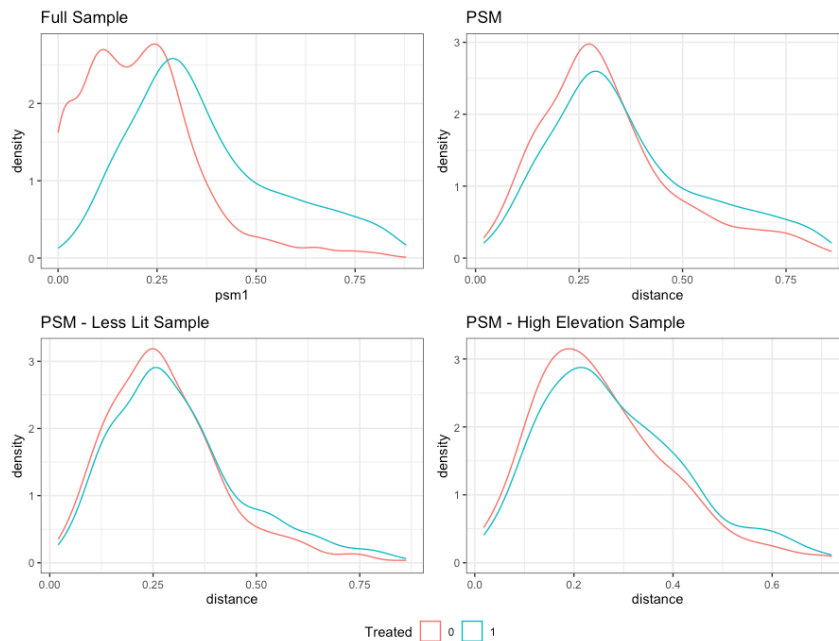 Full Sample
density
0
1
2
0.00
0.25
0.50
0.75
psm1
PSM
density
0
1
2
3
0.00
0.25
0.50
0.75
distance
PSM - Less Lit Sample
density
0
1
2
3
0.00
0.25
0.50
0.75
distance
PSM - High Elevation Sample
density
0
1
2
3
0.0
0.2
0.4
0.6
distance
Treated 0 1